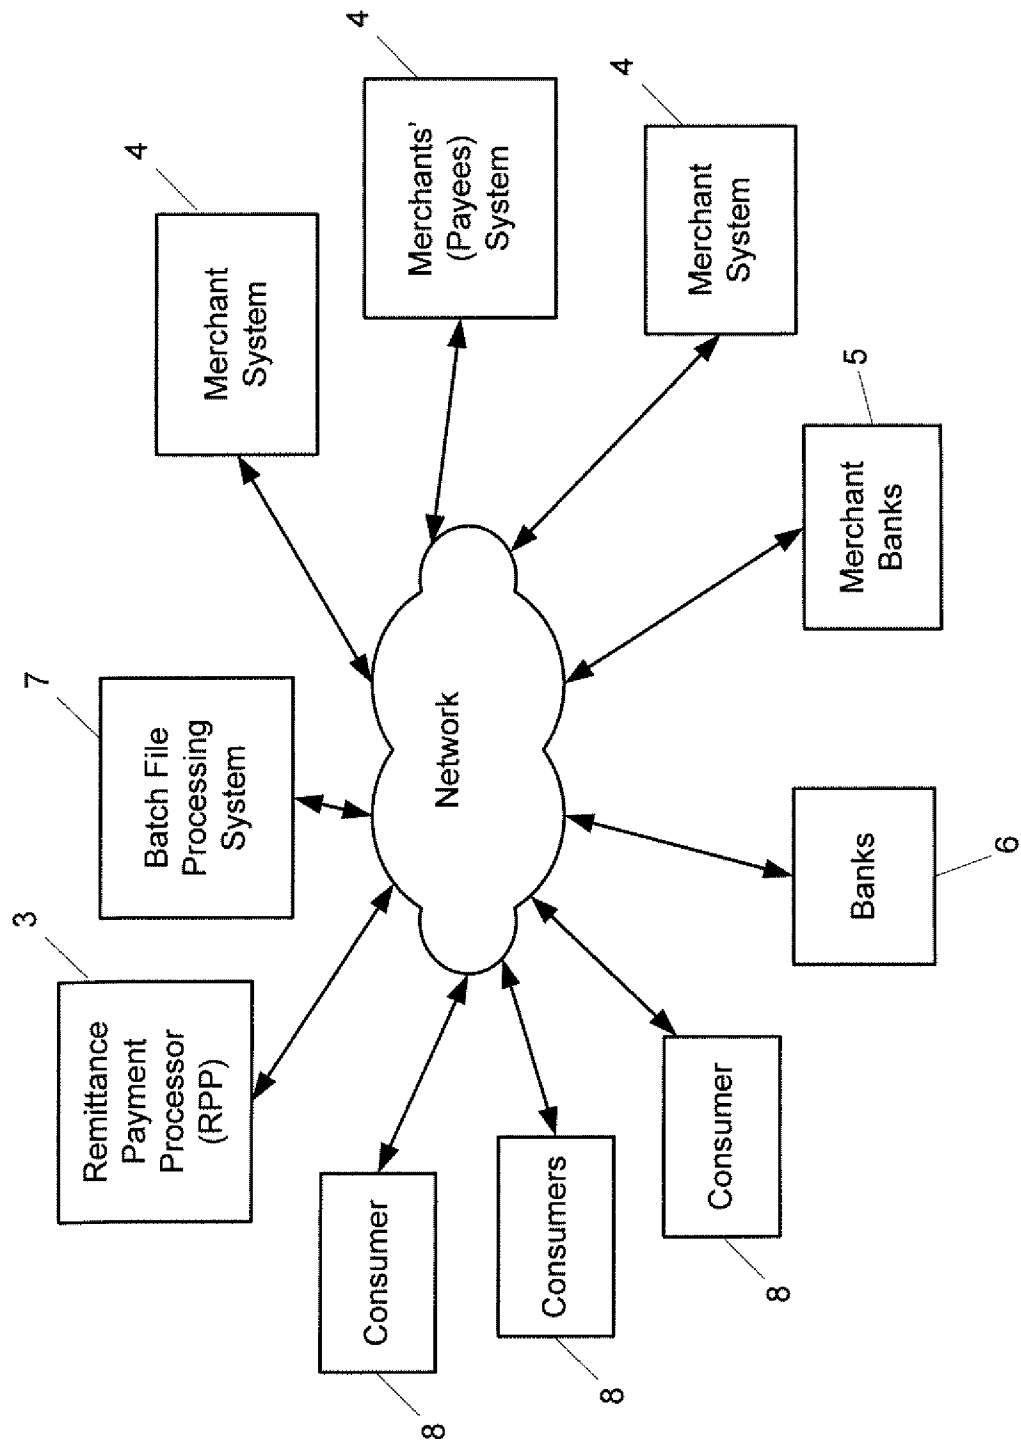 3
Remittance
Payment
Processor
(RPP)
7
Batch File
Processing
System
4
Merchant
System
4
Merchants'
(Payees)
System
4
Merchant
System
Network
8
Consumer
8
Consumers
8
Consumer
Banks
6
5
Merchant
Banks